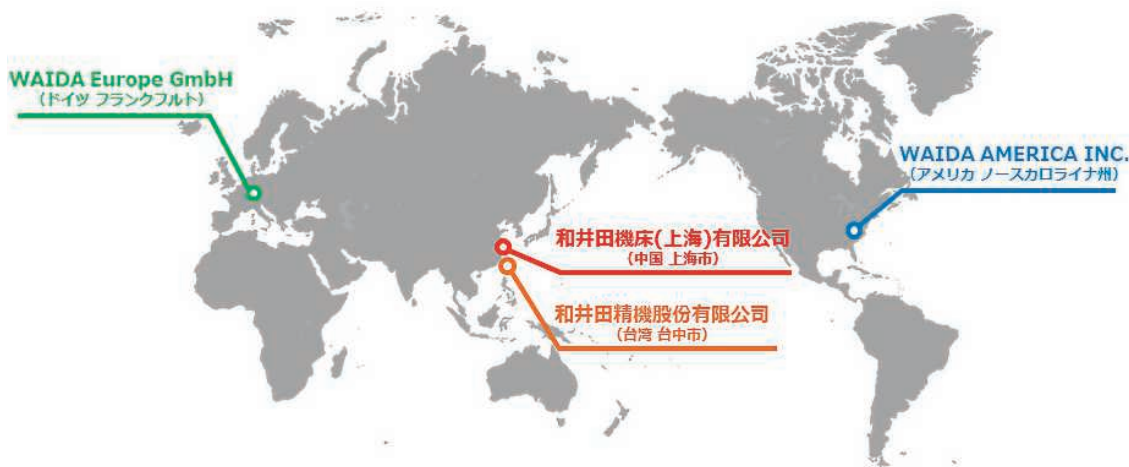 WAIDA Europe GmbH
(ドイツ フランクフルト)
WAIDA AMERICA INC.
(アメリカ ノースカロライナ州)
和井田機床(上海)有限公司
(中国 上海市)
和井田精機股份有限公司
(台湾 台中市)